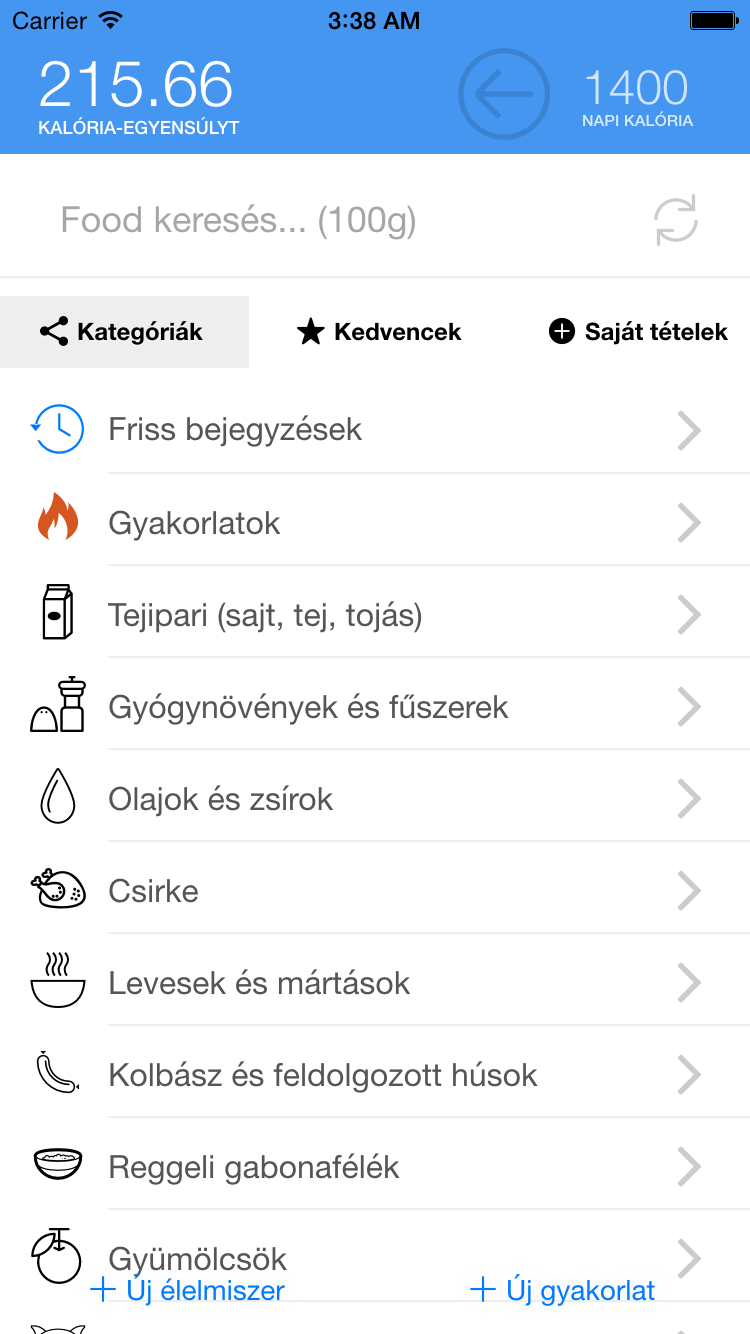 Carrier 3:38 AM
215.66 1400
KALÓRIA-EGYENSÚLYT NAPI KALÓRIA
Food keresés... (100g)
Kategóriák Kedvencek Saját tételek
Friss bejegyzések
Gyakorlatok
Tejipari (sajt, tej, tojás)
Gyógynövények és fűszerek
Olajok és zsírok
Csirke
Levesek és mártások
Kolbász és feldolgozott húsok
Reggeli gabonafélék
Gyümölcsök
+ Új élelmiszer + Új gyakorlat